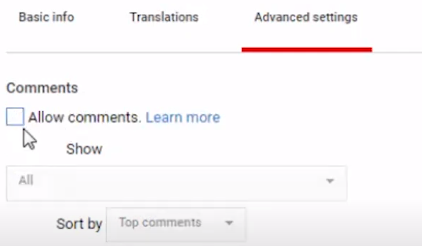 Basic info Translations Advanced settings
Comments
Allow comments. Learn more
Show
All
Sort by Top comments